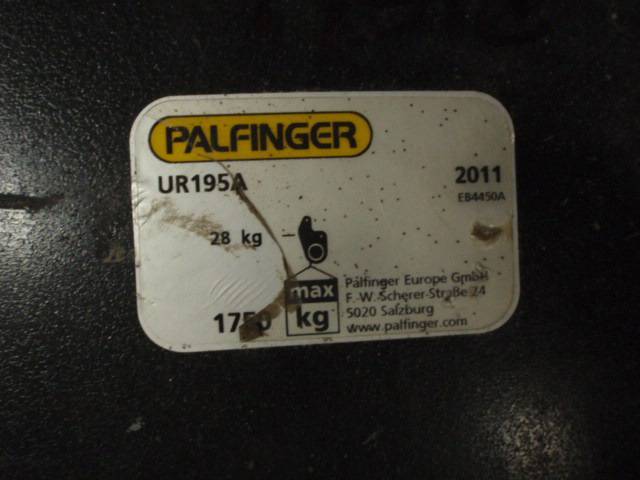 PALFINGER
UR195A
2011
EB4450A
28 kg
max
1750 kg
Palfinger Europe GmbH
F. W. Scherer-Straße 24
5020 Salzburg
www.palfinger.com